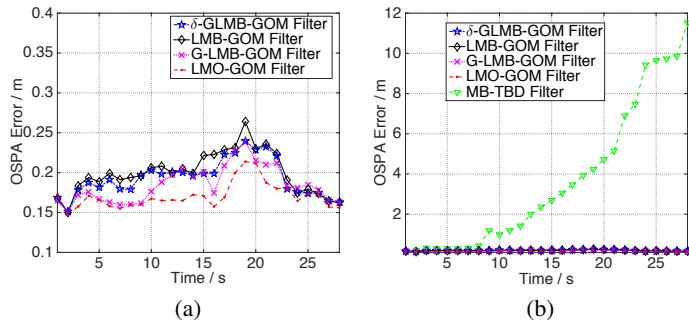 0.4
0.35
0.3
0.25
0.2
0.15
0.1
OSPA Error / m
δ-GLMB-GOM Filter
LMB-GOM Filter
G-LMB-GOM Filter
LMO-GOM Filter
5 10 15 20 25
Time / s
(a)
12
10
8
6
4
2
OSPA Error / m
δ-GLMB-GOM Filter
LMB-GOM Filter
G-LMB-GOM Filter
LMO-GOM Filter
MB-TBD Filter
5 10 15 20 25
Time / s
(b)